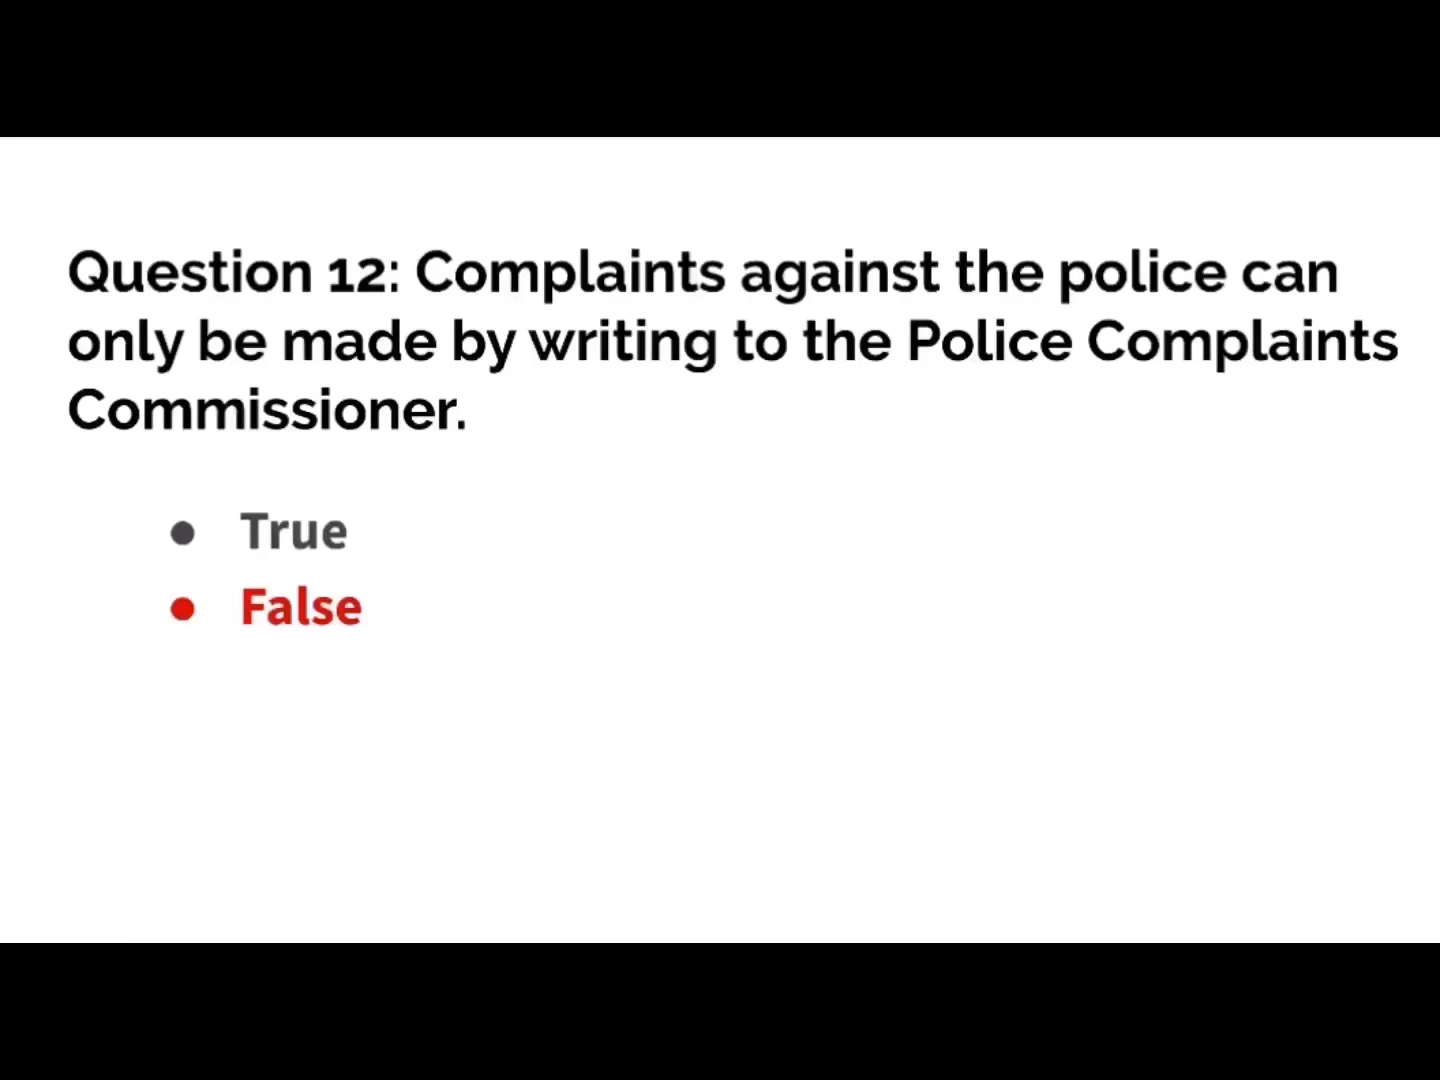 Question 12: Complaints against the police can
only be made by writing to the Police Complaints
Commissioner.
● True
● False